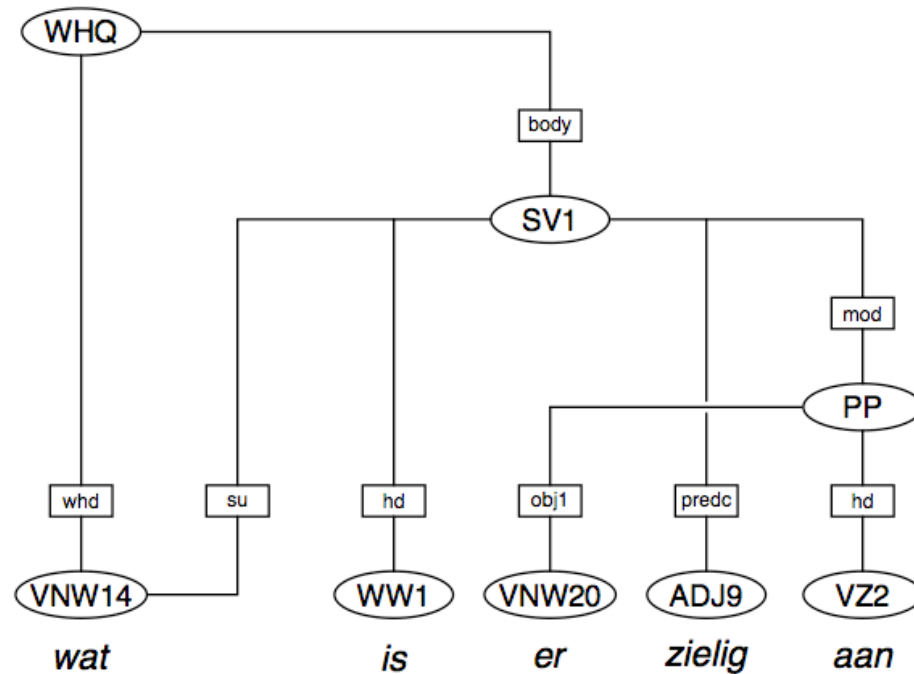 WHQ
body
SV1
mod
PP
whd su hd obj1 predc hd
VNW14 WW1 VNW20 ADJ9 VZ2
wat is er zielig aan